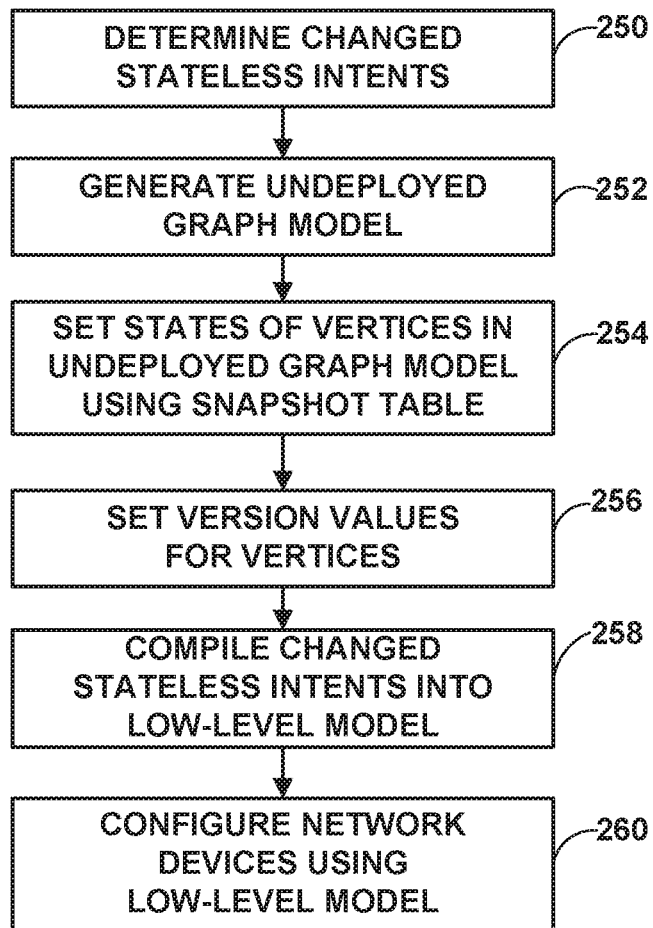 DETERMINE CHANGED
STATELESS INTENTS
250
GENERATE UNDEPLOYED
GRAPH MODEL
252
SET STATES OF VERTICES IN
UNDEPLOYED GRAPH MODEL
USING SNAPSHOT TABLE
254
SET VERSION VALUES
FOR VERTICES
256
COMPILE CHANGED
STATELESS INTENTS INTO
LOW-LEVEL MODEL
258
CONFIGURE NETWORK
DEVICES USING
LOW-LEVEL MODEL
260